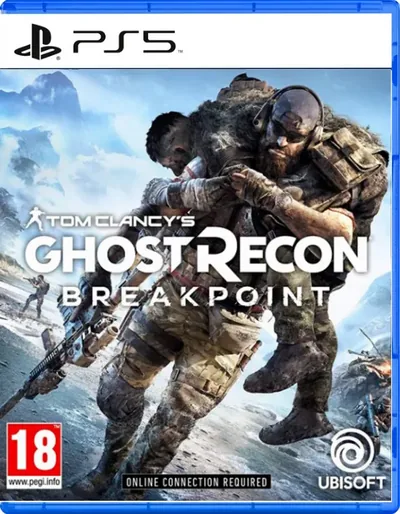 PS5
TOM CLANCY'S
GHOST RECON
BREAKPOINT
18
www.pegi.info
ONLINE CONNECTION REQUIRED
UBISOFT